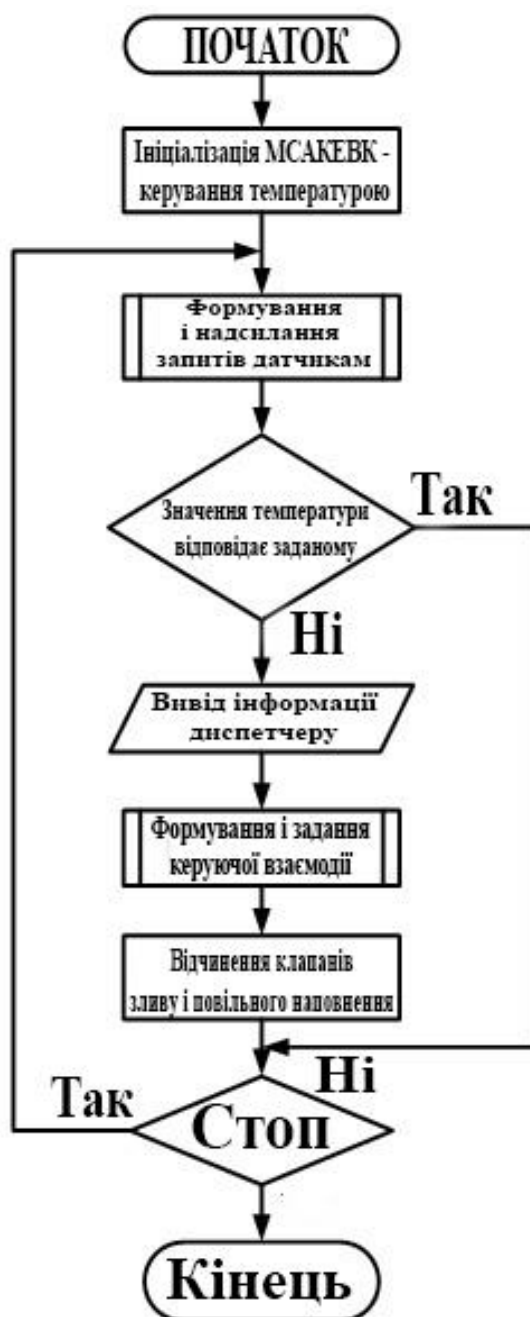 ПОЧАТОК
Ініціалізація МСАКЕВК -
керування температурою
Формування
і надсилання
запитів датчикам
Значення температури
відповідає заданому
Так
Ні
Вивід інформації
диспетчеру
Формування і задання
керуючої взаємодії
Відчинення клапанів
зливу і повільного наповнення
Ні
Так
Стоп
Кінець